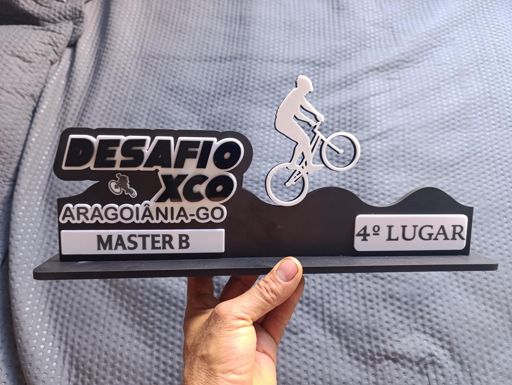 DESAFIO
XCO
ARAGOIÂNIA-GO
MASTER B
4º LUGAR